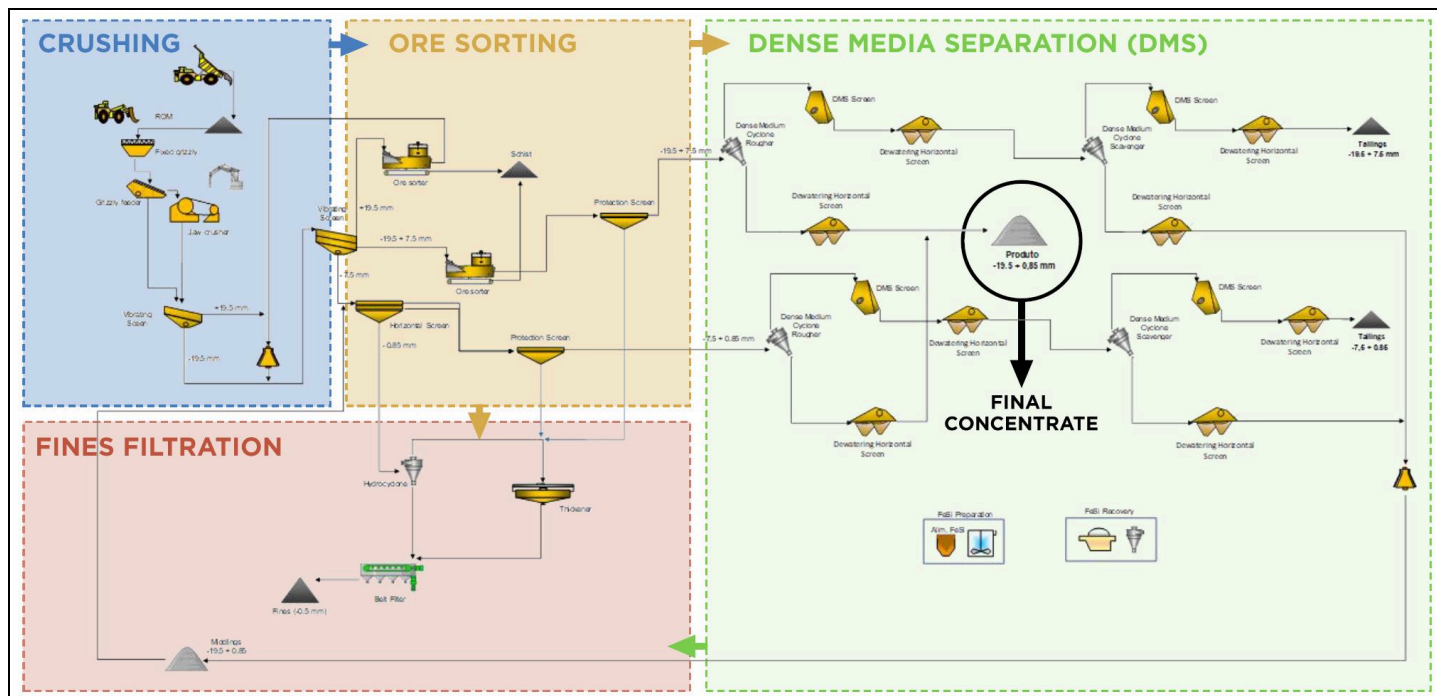 CRUSHING
ORE SORTING
DENSE MEDIA SEPARATION (DMS)
ROM
Fixed grizzly
Grizzly feeder
Jaw crusher
Vibrating
Screen
+19.5 mm
-19.5 mm
Vibrating
Screen
+19.5 mm
-19.5 + 7.5 mm
- 7.5 mm
Ore sorter
Schist
Ore sorter
Protection Screen
-19.5 + 7.5 mm
Horizontal Screen
- 0.85 mm
Protection Screen
-7.5 + 0.85 mm
DMS Screen
Dense Medium
Cyclone
Rougher
Dewatering Horizontal
Screen
DMS Screen
Dense Medium
Cyclone
Scavenger
Dewatering Horizontal
Screen
Tailings
-19.5 + 7.5 mm
Dewatering Horizontal
Screen
Produto
-19.5 + 0,85 mm
Dewatering Horizontal
Screen
DMS Screen
Dense Medium
Cyclone
Rougher
Dewatering Horizontal
Screen
DMS Screen
Dense Medium
Cyclone
Scavenger
Dewatering Horizontal
Screen
Tailings
Dewatering Horizontal
Screen
FINAL
CONCENTRATE
Dewatering Horizontal
Screen
FeSi Preparation
Alim. FeSi
FeSi Recovery
FINES FILTRATION
Hydrocyclone
Thickener
Belt Filter
Fines (-0.5 mm)
Middlings
-19.5 + 0.85